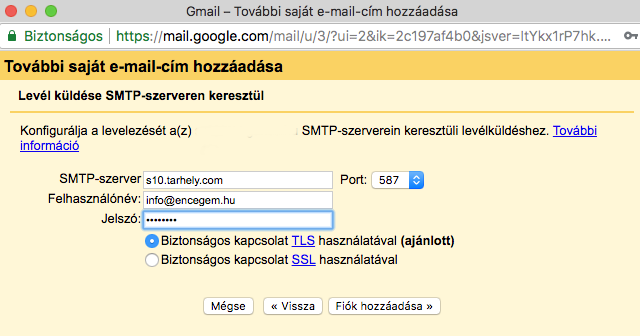 Gmail – További saját e-mail-cím hozzáadása
Biztonságos https://mail.google.com/mail/u/3/?ui=2&ik=2c197af4b0&jsver=ltYkx1rP7hk....
További saját e-mail-cím hozzáadása
Levél küldése SMTP-szerveren keresztül
Konfigurálja a levelezését a(z) SMTP-szerverein keresztüli levélküldéshez. További
információ
SMTP-szerver s10.tarhely.com Port: 587
Felhasználónév: info@encegem.hu
Jelszó: ••••••••
Biztonságos kapcsolat TLS használatával (ajánlott)
Biztonságos kapcsolat SSL használatával
Mégse « Vissza Fiók hozzáadása »